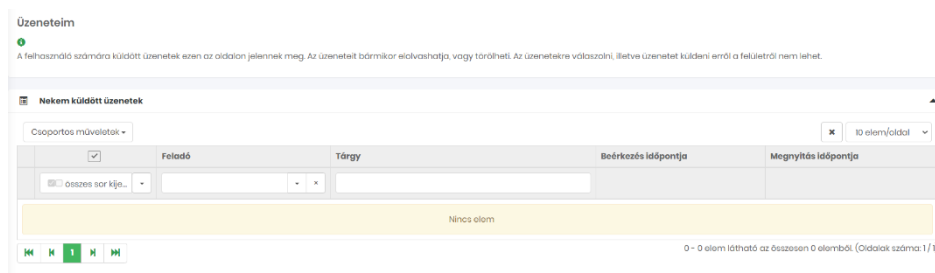 Üzeneteim
A felhasználó számára küldött üzenetek ezen az oldalon jelennek meg. Az üzeneteit bármikor elolvashatja, vagy törölheti. Az üzenetekre válaszolni, illetve üzenetet küldeni erről a felületről nem lehet.
Nekem küldött üzenetek
Csoportos műveletek
10 elem/oldal
Feladó Tárgy Beérkezés időpontja Megnyitás időpontja
összes sor kije...
Nincs elem
1
0 - 0 elem látható az összesen 0 elemből. (Oldalak száma: 1 / 1